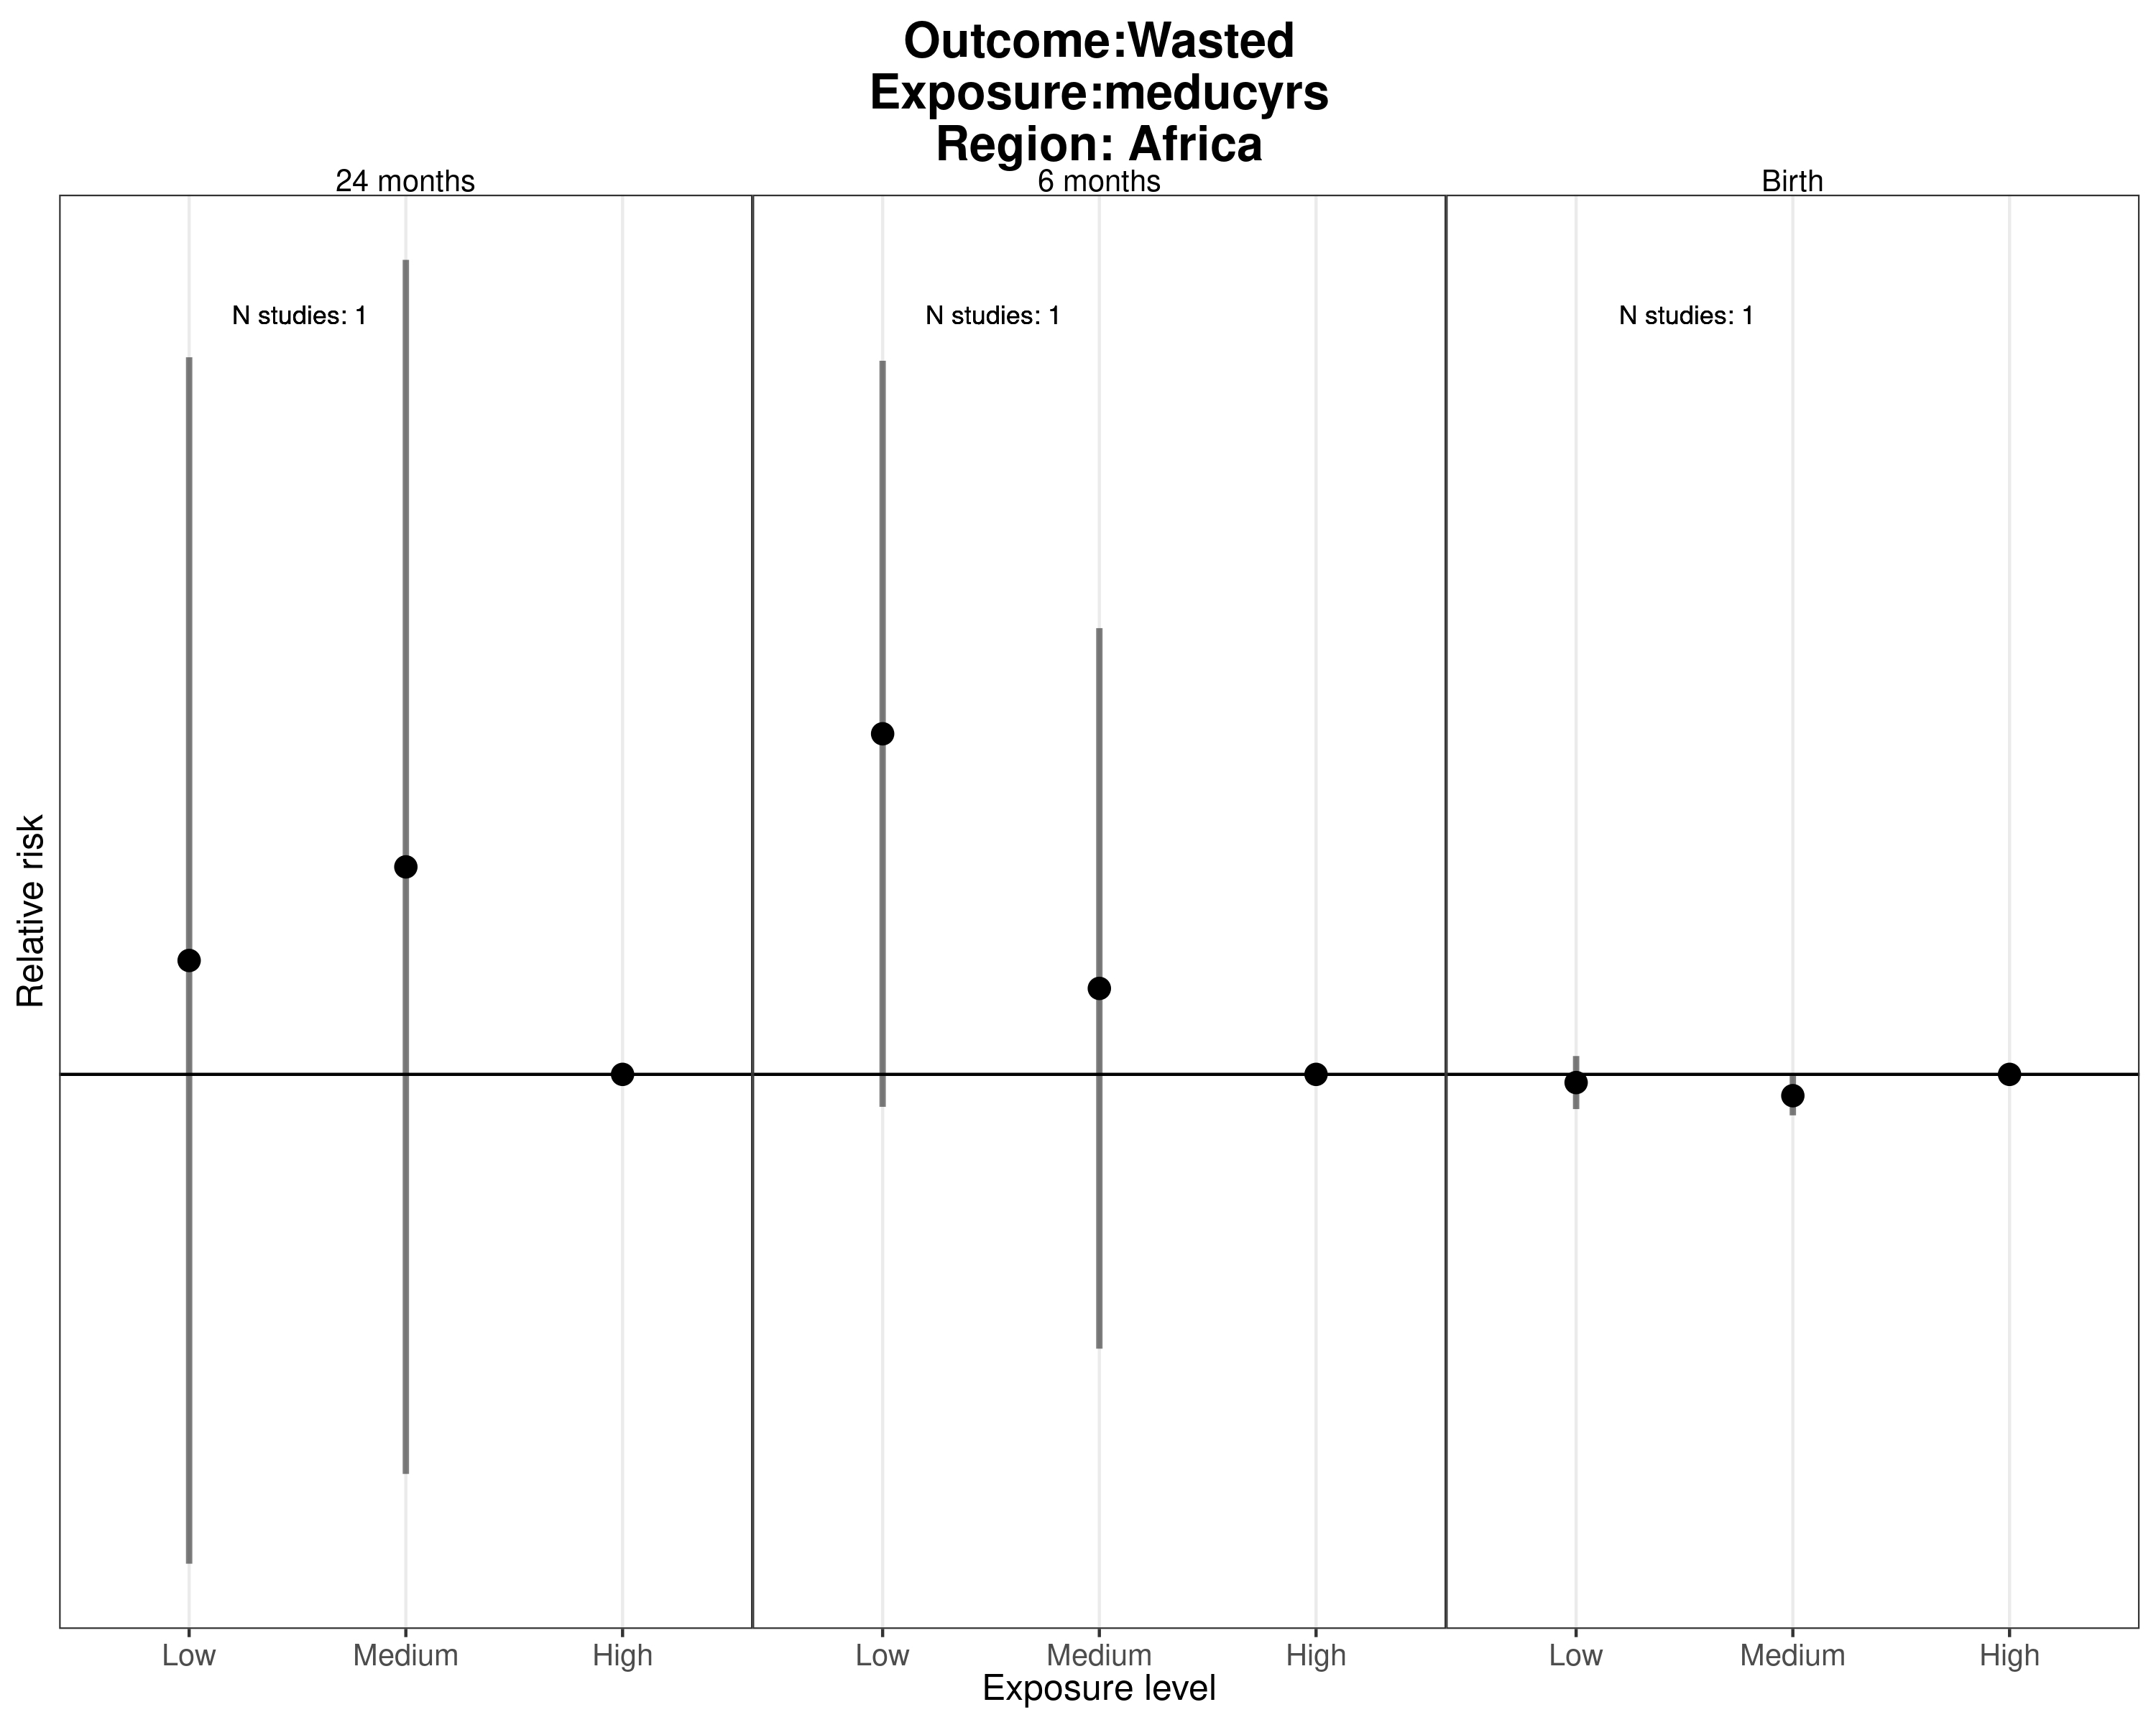 Outcome:Wasted
Exposure:meducyrs
Region: Africa
24 months
6 months
Birth
N studies: 1
N studies: 1
N studies: 1
Relative risk
Low
Medium
High
Low
Medium
High
Low
Medium
High
Exposure level